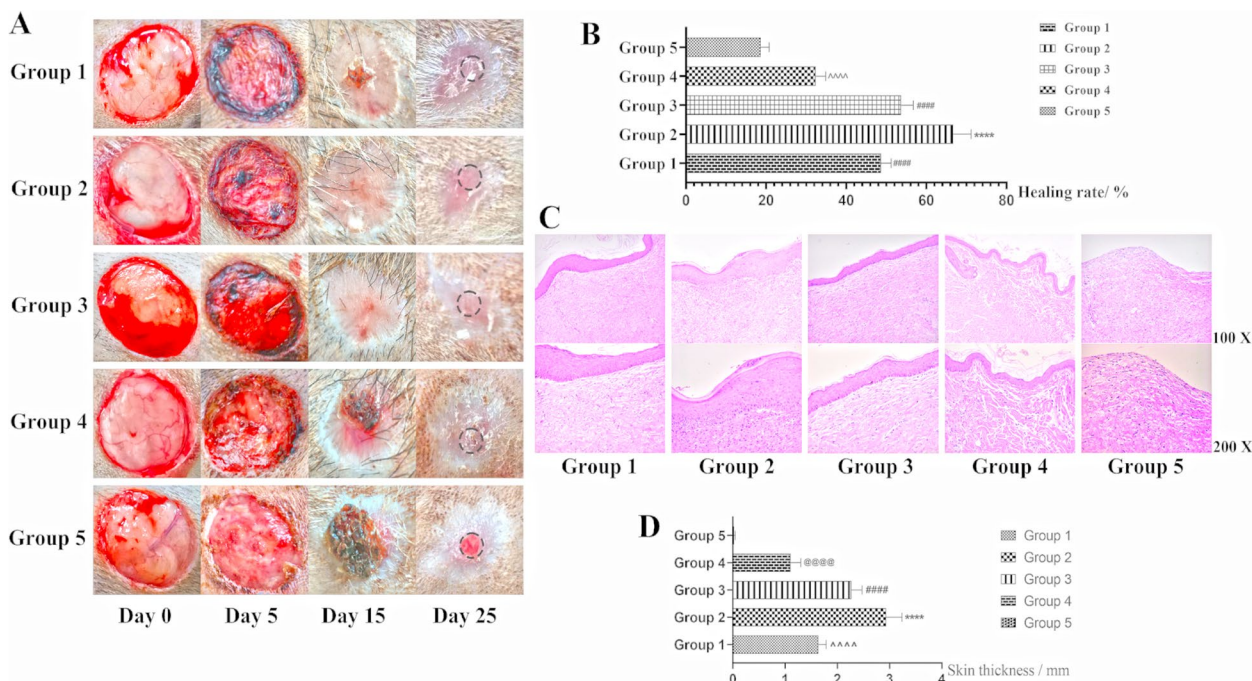 A
Group 1
Group 2
Group 3
Group 4
Group 5
Day 0
Day 5
Day 15
Day 25
B
Group 5
Group 4
^^^
Group 3
####
Group 2
****
Group 1
####
0
20
40
60
80
Healing rate/ %
Group 1
Group 2
Group 3
Group 4
Group 5
C
100 X
200 X
Group 1
Group 2
Group 3
Group 4
Group 5
D
Group 5
Group 4
@@@@
Group 3
####
Group 2
****
Group 1
^^^^
0
1
2
3
4
Skin thickness / mm
Group 1
Group 2
Group 3
Group 4
Group 5